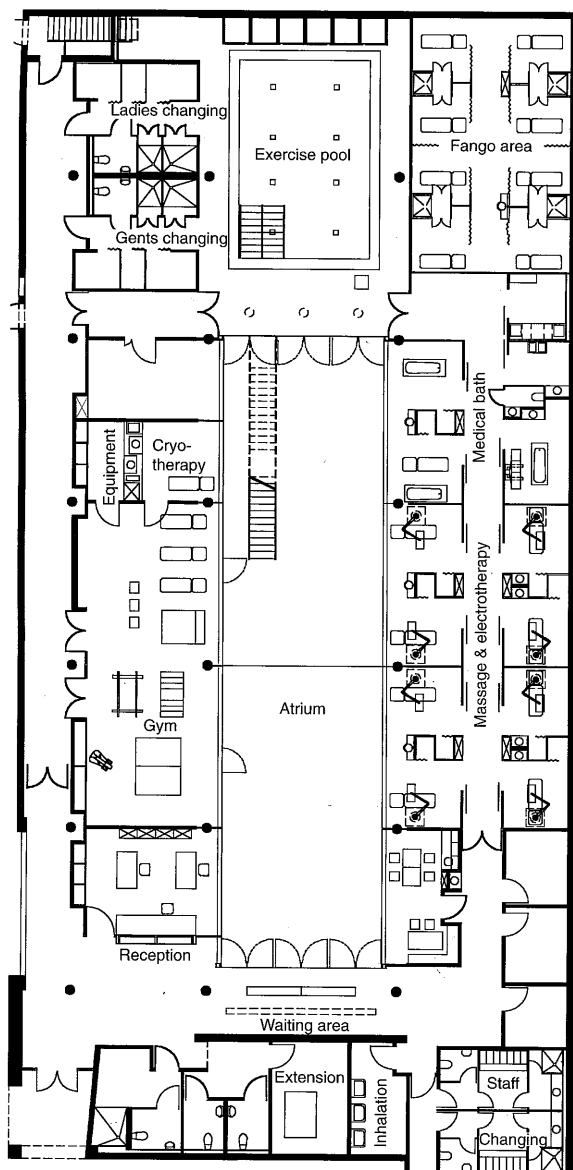 Ladies changing
Exercise pool
Fango area
Gents changing
Medical bath
Equipment
Cryo-
therapy
Massage & electrotherapy
Atrium
Gym
Reception
Waiting area
Extension
Inhalation
Staff
Changing